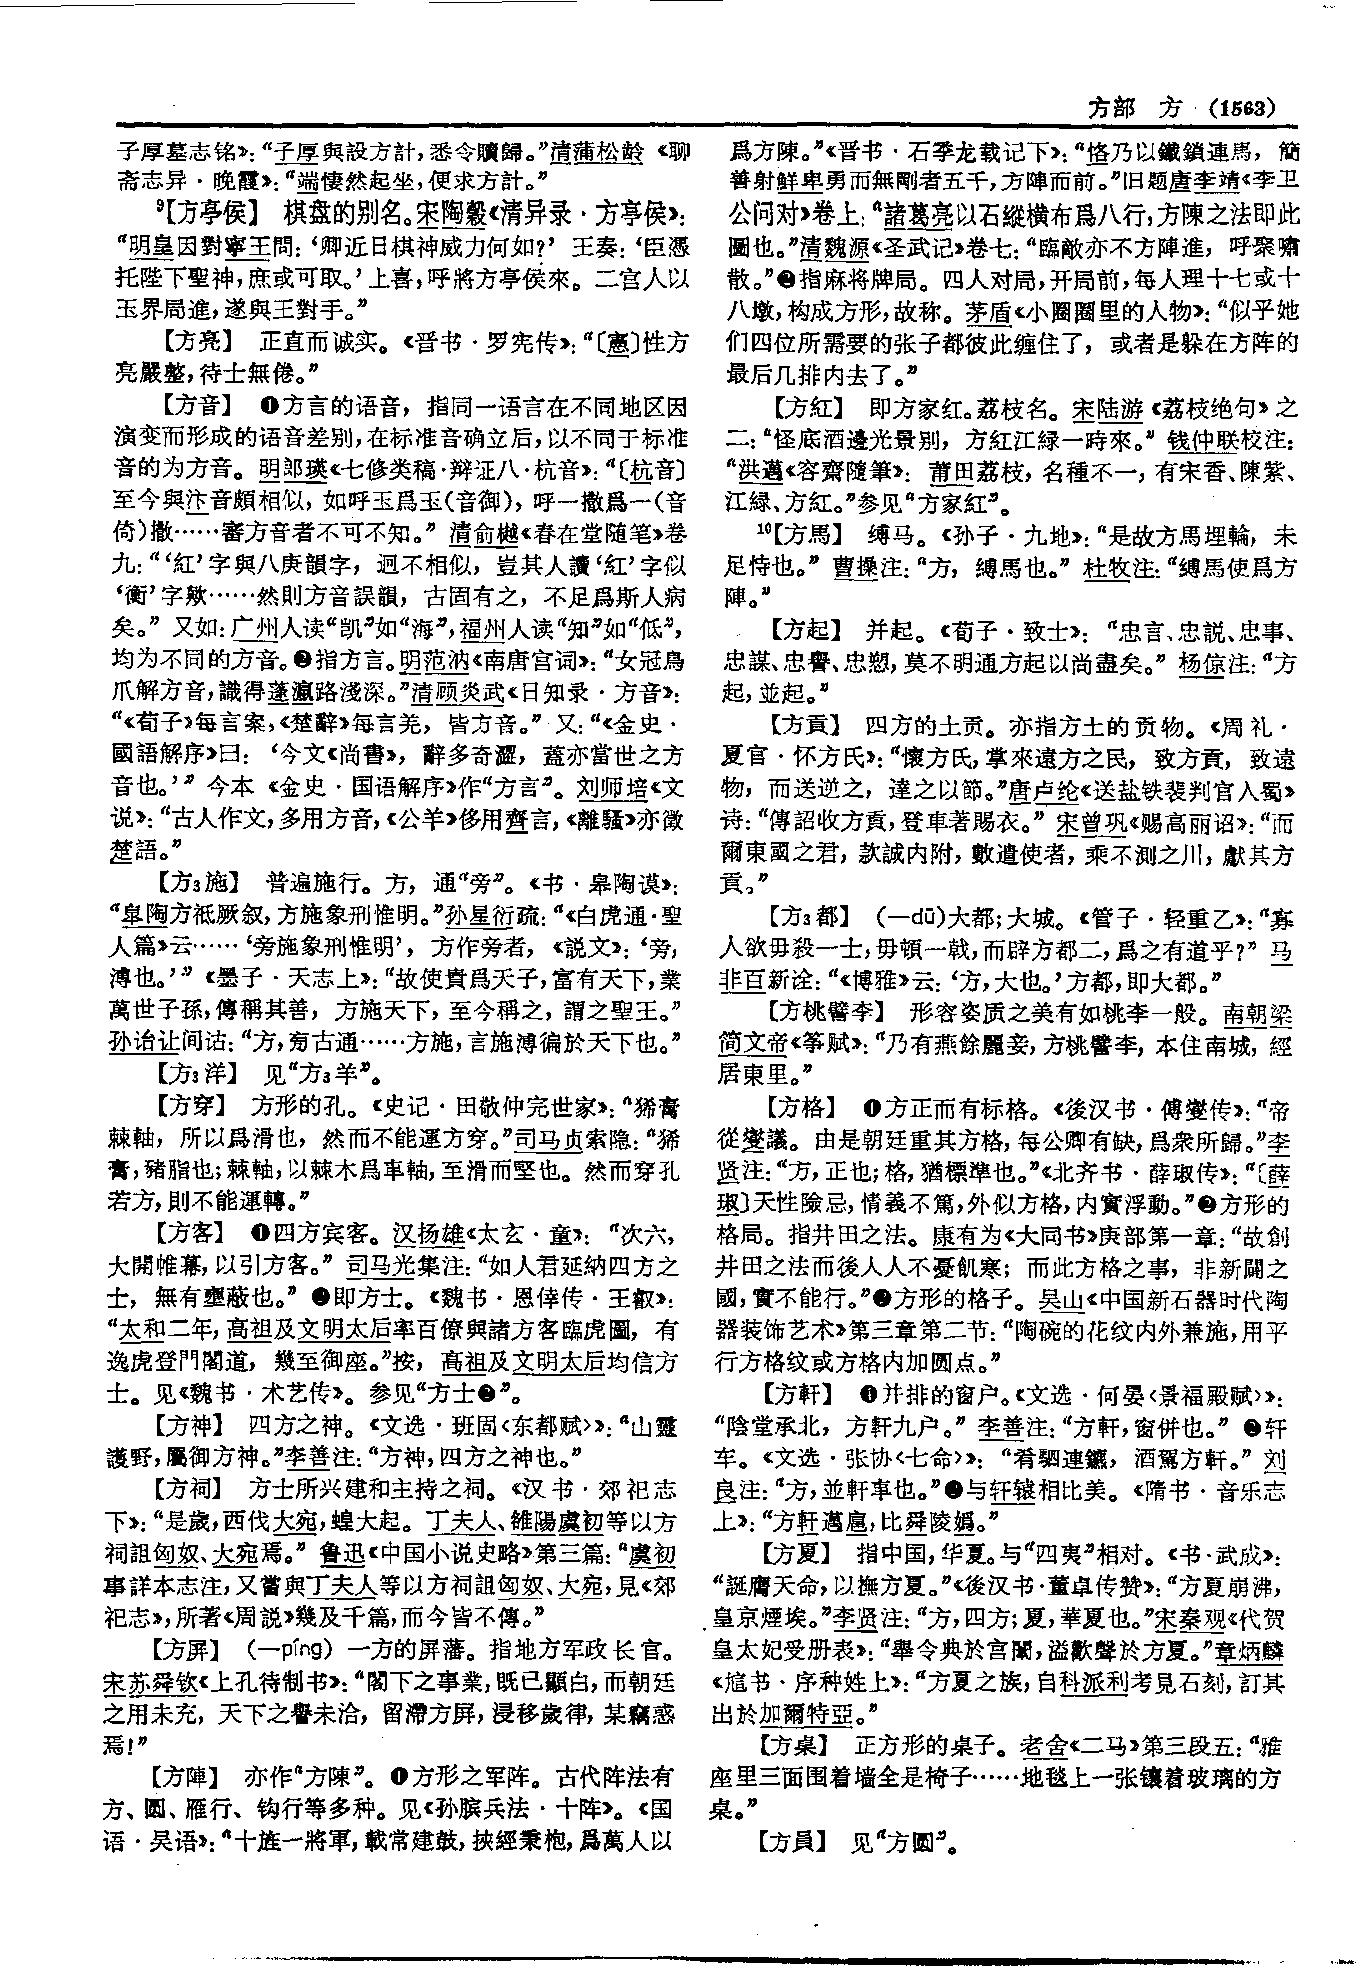 方部　方　(1563)
子厚墓志铭》：“子厚與設方計，悉令贖歸。”清蒲松龄《聊
斋志异·晚霞》：“端悽然起坐，便求方計。”
⁹【方亭侯】　棋盘的别名。宋陶穀《清异录·方亭侯》：
“明皇因對寧王問：‘卿近日棋神威力何如？’王奏：‘臣憑
托陛下聖神，庶或可取。’上喜，呼將方亭侯來。二宫人以
玉界局進，遂與王對手。”
【方亮】　正直而诚实。《晋书·罗宪传》：“〔憲〕性方
亮嚴整，待士無倦。”
【方音】　❶方言的语音，指同一语言在不同地区因
演变而形成的语音差别，在标准音确立后，以不同于标准
音的为方音。明郎瑛《七修类稿·辩证八·杭音》：“〔杭音〕
至今與汴音頗相似，如呼玉爲玉（音御），呼一撒爲一（音
倚）撒……審方音者不可不知。”清俞樾《春在堂随笔》卷
九：“‘紅’字與八庚韻字，迥不相似，豈其人讀‘紅’字似
‘衡’字歟……然則方音誤韻，古固有之，不足爲斯人病
矣。”又如：广州人读“凯”如“海”，福州人读“知”如“低”，
均为不同的方音。❷指方言。明范汭《南唐宫词》：“女冠鳥
爪解方音，識得蓬瀛路淺深。”清顾炎武《日知录·方音》：
“《荀子》每言案，《楚辭》每言羌，皆方音。”又：“《金史·
國語解序》曰：‘今文《尚書》，辭多奇澀，蓋亦當世之方
音也。’”今本《金史·国语解序》作“方言”。刘师培《文
说》：“古人作文，多用方音，《公羊》侈用齊言，《離騷》亦徵
楚語。”
【方₃施】　普遍施行。方，通“旁”。《书·皋陶谟》：
“皋陶方祗厥叙，方施象刑惟明。”孙星衍疏：“《白虎通·聖
人篇》云……‘旁施象刑惟明’，方作旁者，《説文》：‘旁，
溥也。’”《墨子·天志上》：“故使貴爲天子，富有天下，業
萬世子孫，傳稱其善，方施天下，至今稱之，謂之聖王。”
孙诒让间诂：“方，旁古通……方施，言施溥徧於天下也。”
【方₃洋】　见“方₃羊”。
【方穿】　方形的孔。《史记·田敬仲完世家》：“狶膏
棘軸，所以爲滑也，然而不能運方穿。”司马贞索隐：“狶
膏，豬脂也；棘軸，以棘木爲車軸，至滑而堅也。然而穿孔
若方，則不能運轉。”
【方客】　❶四方宾客。汉扬雄《太玄·童》：“次六，
大開帷幕，以引方客。”司马光集注：“如人君延纳四方之
士，無有壅蔽也。”❷即方士。《魏书·恩倖传·王叡》：
“太和二年，高祖及文明太后率百僚與諸方客臨虎圈，有
逸虎登門閣道，幾至御座。”按，高祖及文明太后均信方
士。见《魏书·术艺传》。参见“方士❷”。
【方神】　四方之神。《文选·班固〈东都赋〉》：“山靈
護野，屬御方神。”李善注：“方神，四方之神也。”
【方祠】　方士所兴建和主持之祠。《汉书·郊祀志
下》：“是歲，西伐大宛，蝗大起。丁夫人、雒陽虞初等以方
祠詛匈奴、大宛焉。”鲁迅《中国小说史略》第三篇：“虞初
事詳本志注，又嘗與丁夫人等以方祠詛匈奴、大宛，見《郊
祀志》，所著《周説》幾及千篇，而今皆不傳。”
【方屏】　（—píng）一方的屏藩。指地方军政长官。
宋苏舜钦《上孔待制书》：“閣下之事業，既已顯白，而朝廷
之用未充，天下之譽未洽，留滯方屏，浸移歲律，某竊惑
焉！”
【方陣】　亦作“方陳”。❶方形之军阵。古代阵法有
方、圆、雁行、钩行等多种。见《孙膑兵法·十阵》。《国
语·吴语》：“十旌一將軍，載常建鼓，挾經秉枹，爲萬人以
爲方陳。”《晋书·石季龙载记下》：“恪乃以鐵鎖連馬，簡
善射鮮卑勇而無剛者五千，方陣而前。”旧题唐李靖《李卫
公问对》卷上：“諸葛亮以石縱横布爲八行，方陳之法即此
圖也。”清魏源《圣武记》卷七：“臨敵亦不方陣進，呼聚嘯
散。”❷指麻将牌局。四人对局，开局前，每人理十七或十
八墩，构成方形，故称。茅盾《小圈圈里的人物》：“似乎她
们四位所需要的张子都彼此缠住了，或者是躲在方阵的
最后几排内去了。”
【方紅】　即方家红。荔枝名。宋陆游《荔枝绝句》之
二：“怪底酒邊光景别，方紅江緑一時來。”钱仲联校注：
“洪邁《容齋隨筆》：莆田荔枝，名種不一，有宋香、陳紫、
江緑、方紅。”参见“方家紅”。
¹⁰【方馬】　缚马。《孙子·九地》：“是故方馬埋輪，未
足恃也。”曹操注：“方，縛馬也。”杜牧注：“縛馬使爲方
陣。”
【方起】　并起。《荀子·致士》：“忠言、忠説、忠事、
忠謀、忠譽、忠愬，莫不明通方起以尚盡矣。”杨倞注：“方
起，並起。”
【方貢】　四方的土贡。亦指方土的贡物。《周礼·
夏官·怀方氏》：“懷方氏，掌來遠方之民，致方貢，致遠
物，而送逆之，達之以節。”唐卢纶《送盐铁裴判官入蜀》
诗：“傳詔收方貢，登車著賜衣。”宋曾巩《赐高丽诏》：“而
爾東國之君，款誠内附，數遣使者，乘不測之川，獻其方
貢。”
【方₃都】　（—dū）大都；大城。《管子·轻重乙》：“寡
人欲毋殺一士，毋頓一戟，而辟方都二，爲之有道乎？”马
非百新诠：“《博雅》云：‘方，大也。’方都，即大都。”
【方桃譬李】　形容姿质之美有如桃李一般。南朝梁
简文帝《筝赋》：“乃有燕餘麗妾，方桃譬李，本住南城，經
居東里。”
【方格】　❶方正而有标格。《後汉书·傅燮传》：“帝
從燮議。由是朝廷重其方格，每公卿有缺，爲衆所歸。”李
贤注：“方，正也；格，猶標準也。”《北齐书·薛琡传》：“〔薛
琡〕天性險忌，情義不篤，外似方格，内實浮動。”❷方形的
格局。指井田之法。康有为《大同书》庚部第一章：“故創
井田之法而後人人不憂飢寒；而此方格之事，非新闢之
國，實不能行。”❸方形的格子。吴山《中国新石器时代陶
器装饰艺术》第三章第二节：“陶碗的花纹内外兼施，用平
行方格纹或方格内加圆点。”
【方軒】　❶并排的窗户。《文选·何晏〈景福殿赋〉》：
“陰堂承北，方軒九户。”李善注：“方軒，窗併也。”❷轩
车。《文选·张协〈七命〉》：“肴駟連鑣，酒駕方軒。”刘
良注：“方，並軒車也。”❸与轩辕相比美。《隋书·音乐志
上》：“方軒邁扈，比舜陵嬀。”
【方夏】　指中国，华夏。与“四夷”相对。《书·武成》：
“誕膺天命，以撫方夏。”《後汉书·董卓传赞》：“方夏崩沸，
皇京煙埃。”李贤注：“方，四方；夏，華夏也。”宋秦观《代贺
皇太妃受册表》：“舉令典於宫闈，溢歡聲於方夏。”章炳麟
《訄书·序种姓上》：“方夏之族，自科派利考見石刻，訂其
出於加爾特亞。”
【方桌】　正方形的桌子。老舍《二马》第三段五：“雅
座里三面围着墙全是椅子……地毯上一张镶着玻璃的方
桌。”
【方員】　见“方圆”。